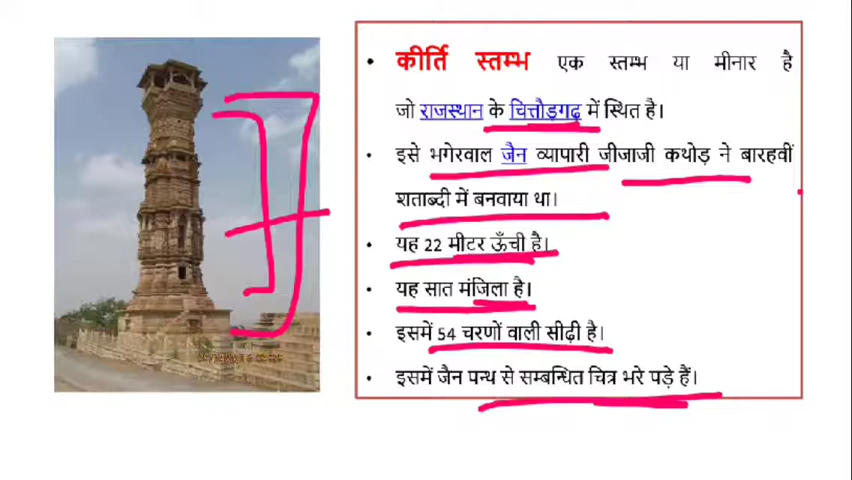 कीर्ति स्तम्भ एक स्तम्भ या मीनार है
जो राजस्थान के चित्तौड़गढ़ में स्थित है।
इसे भगेरवाल जैन व्यापारी जीजाजी कथोड़ ने बारहवीं
शताब्दी में बनवाया था।
यह 22 मीटर ऊँची है।
यह सात मंजिला है।
इसमें 54 चरणों वाली सीढ़ी है।
इसमें जैन पन्थ से सम्बन्धित चित्र भरे पड़े हैं।